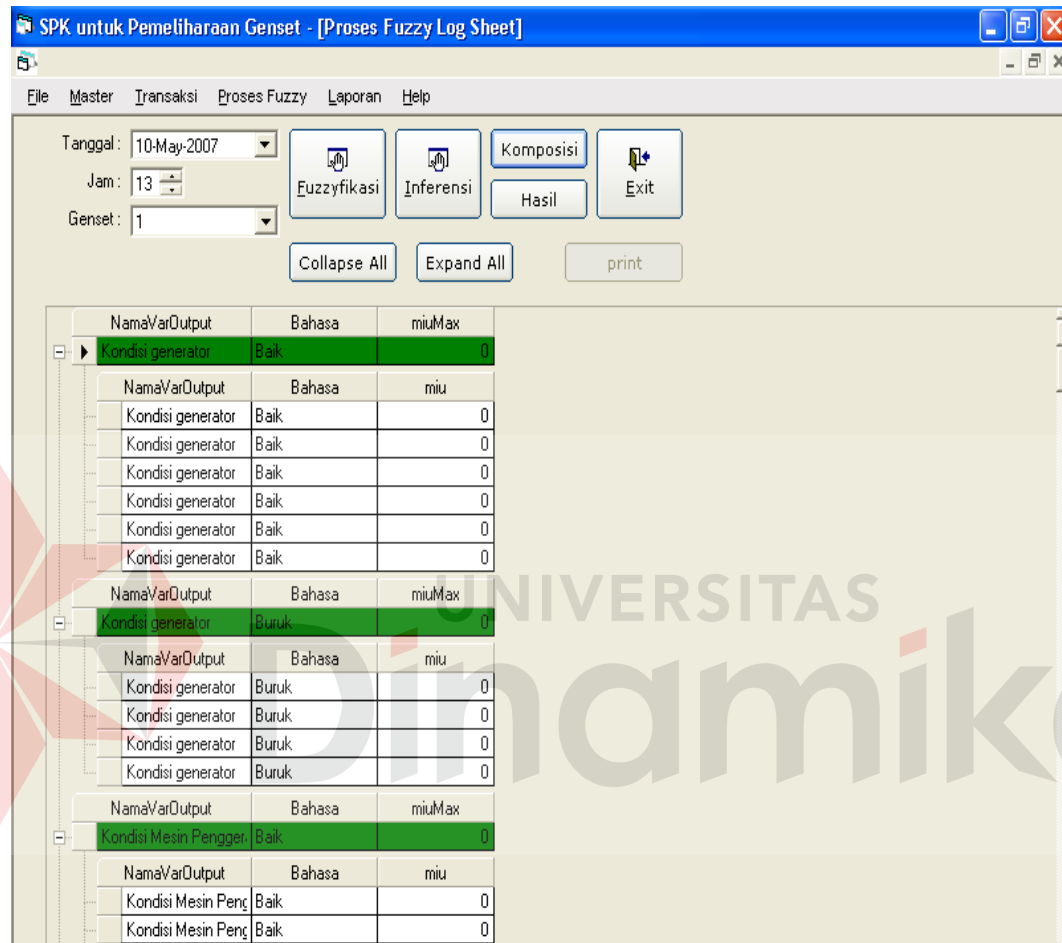 SPK untuk Pemeliharaan Genset - [Proses Fuzzy Log Sheet]
File Master Transaksi Proses Fuzzy Laporan Help
Tanggal : 10-May-2007
Jam : 13
Genset : 1
Fuzzyfikasi
Inferensi
Komposisi
Hasil
Exit
Collapse All
Expand All
print
NamaVarOutput Bahasa miuMax
Kondisi generator Baik 0
NamaVarOutput Bahasa miu
Kondisi generator Baik 0
Kondisi generator Baik 0
Kondisi generator Baik 0
Kondisi generator Baik 0
Kondisi generator Baik 0
Kondisi generator Baik 0
NamaVarOutput Bahasa miuMax
Kondisi generator Buruk 0
NamaVarOutput Bahasa miu
Kondisi generator Buruk 0
Kondisi generator Buruk 0
Kondisi generator Buruk 0
Kondisi generator Buruk 0
NamaVarOutput Bahasa miuMax
Kondisi Mesin Pengger Baik 0
NamaVarOutput Bahasa miu
Kondisi Mesin Peng Baik 0
Kondisi Mesin Peng Baik 0
UNIVERSITAS
Dinamika